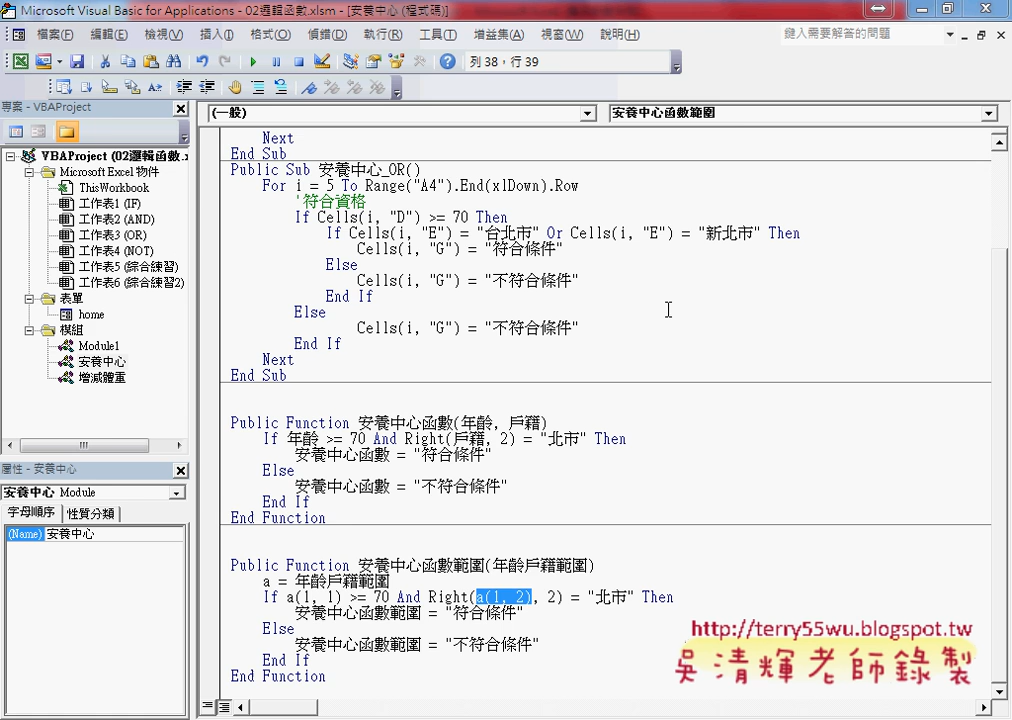 Microsoft Visual Basic for Applications - 02邏輯函數.xlsm - [安養中心 (程式碼)]
檔案(F) 編輯(E) 檢視(V) 插入(I) 格式(O) 偵錯(D) 執行(R) 工具(T) 增益集(A) 視窗(W) 說明(H) 鍵入需要解答的問題
列 38，行 39
專案 - VBAProject
(一般) 安養中心函數範圍
VBAProject (02邏輯函數.x
Microsoft Excel 物件
ThisWorkbook
工作表1 (IF)
工作表2 (AND)
工作表3 (OR)
工作表4 (NOT)
工作表5 (綜合練習)
工作表6 (綜合練習2)
表單
home
模組
Module1
安養中心
增減體重
屬性 - 安養中心
安養中心 Module
字母順序 性質分類
(Name) 安養中心
Next
End Sub
Public Sub 安養中心_OR()
For i = 5 To Range("A4").End(xlDown).Row
'符合資格
If Cells(i, "D") >= 70 Then
If Cells(i, "E") = "台北市" Or Cells(i, "E") = "新北市" Then
Cells(i, "G") = "符合條件"
Else
Cells(i, "G") = "不符合條件"
End If
Else
Cells(i, "G") = "不符合條件"
End If
Next
End Sub
Public Function 安養中心函數(年齡, 戶籍)
If 年齡 >= 70 And Right(戶籍, 2) = "北市" Then
安養中心函數 = "符合條件"
Else
安養中心函數 = "不符合條件"
End If
End Function
Public Function 安養中心函數範圍(年齡戶籍範圍)
a = 年齡戶籍範圍
If a(1, 1) >= 70 And Right(a(1, 2), 2) = "北市" Then
安養中心函數範圍 = "符合條件"
Else
安養中心函數範圍 = "不符合條件"
End If
End Function
http://terry55wu.blogspot.tw
吳清輝老師錄製